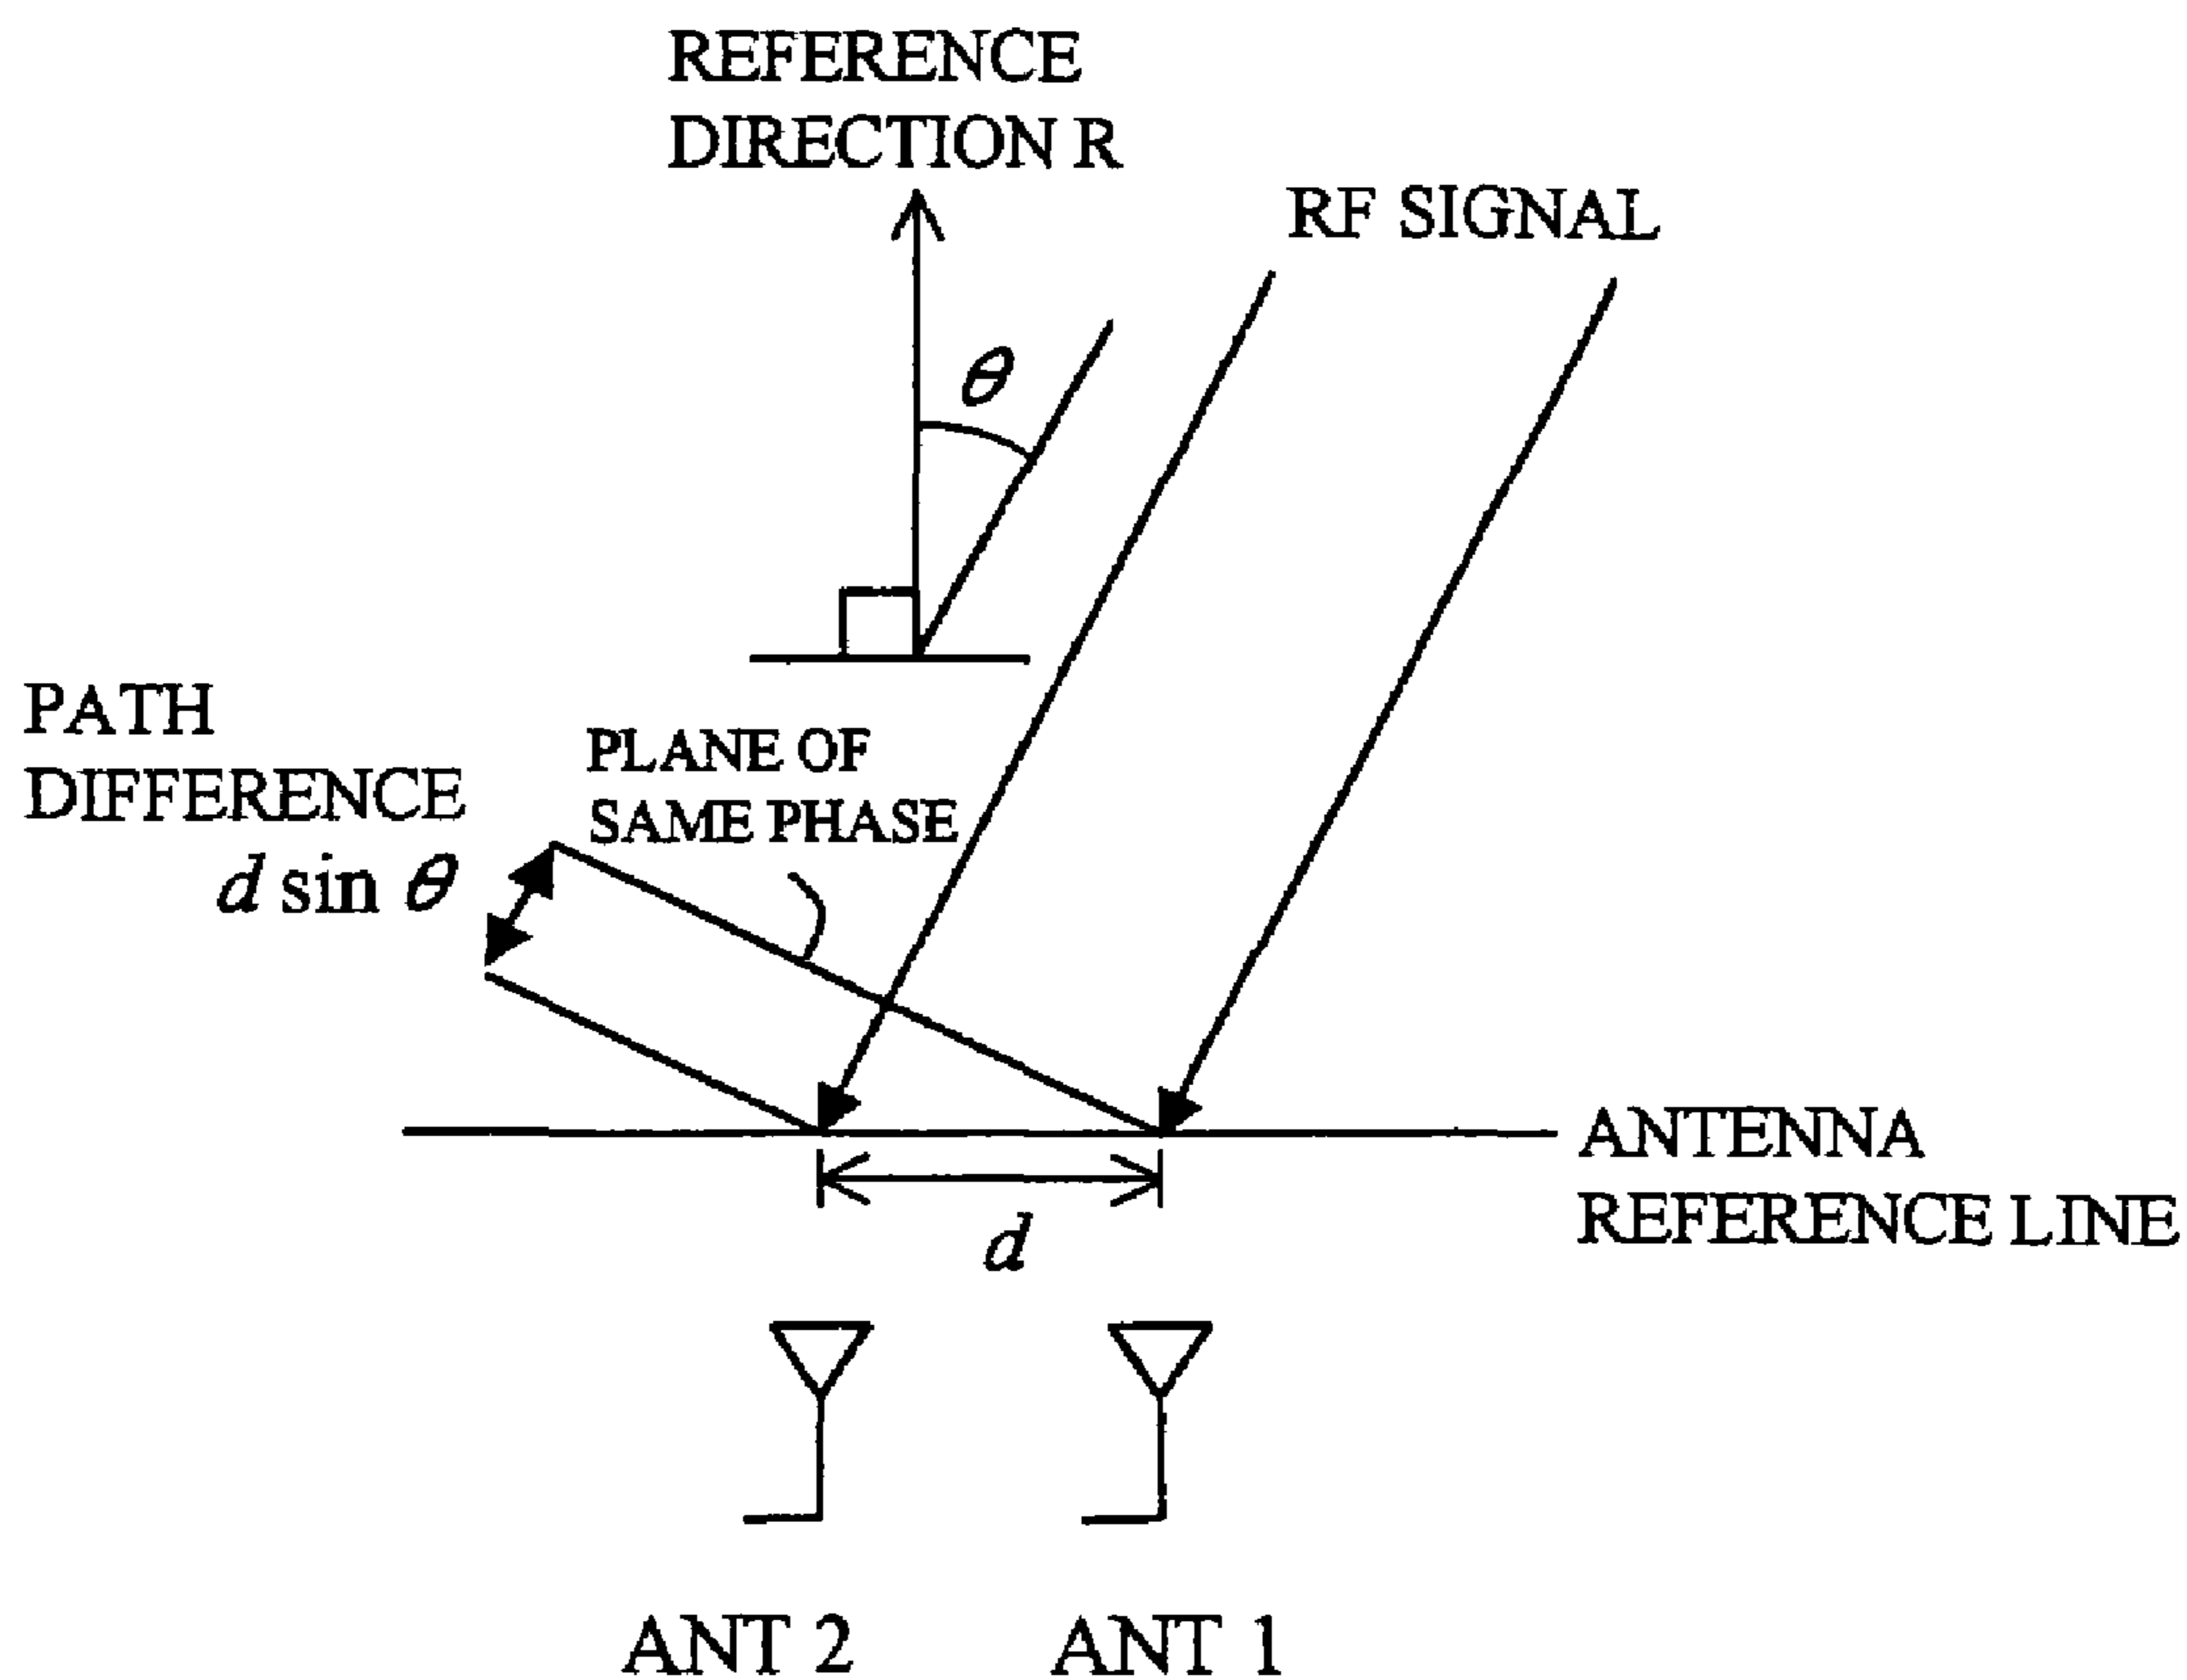 REFERENCE
DIRECTION R
RF SIGNAL
θ
PATH
DIFFERENCE
d sin θ
PLANE OF
SAME PHASE
ANTENNA
REFERENCE LINE
d
ANT 2
ANT 1